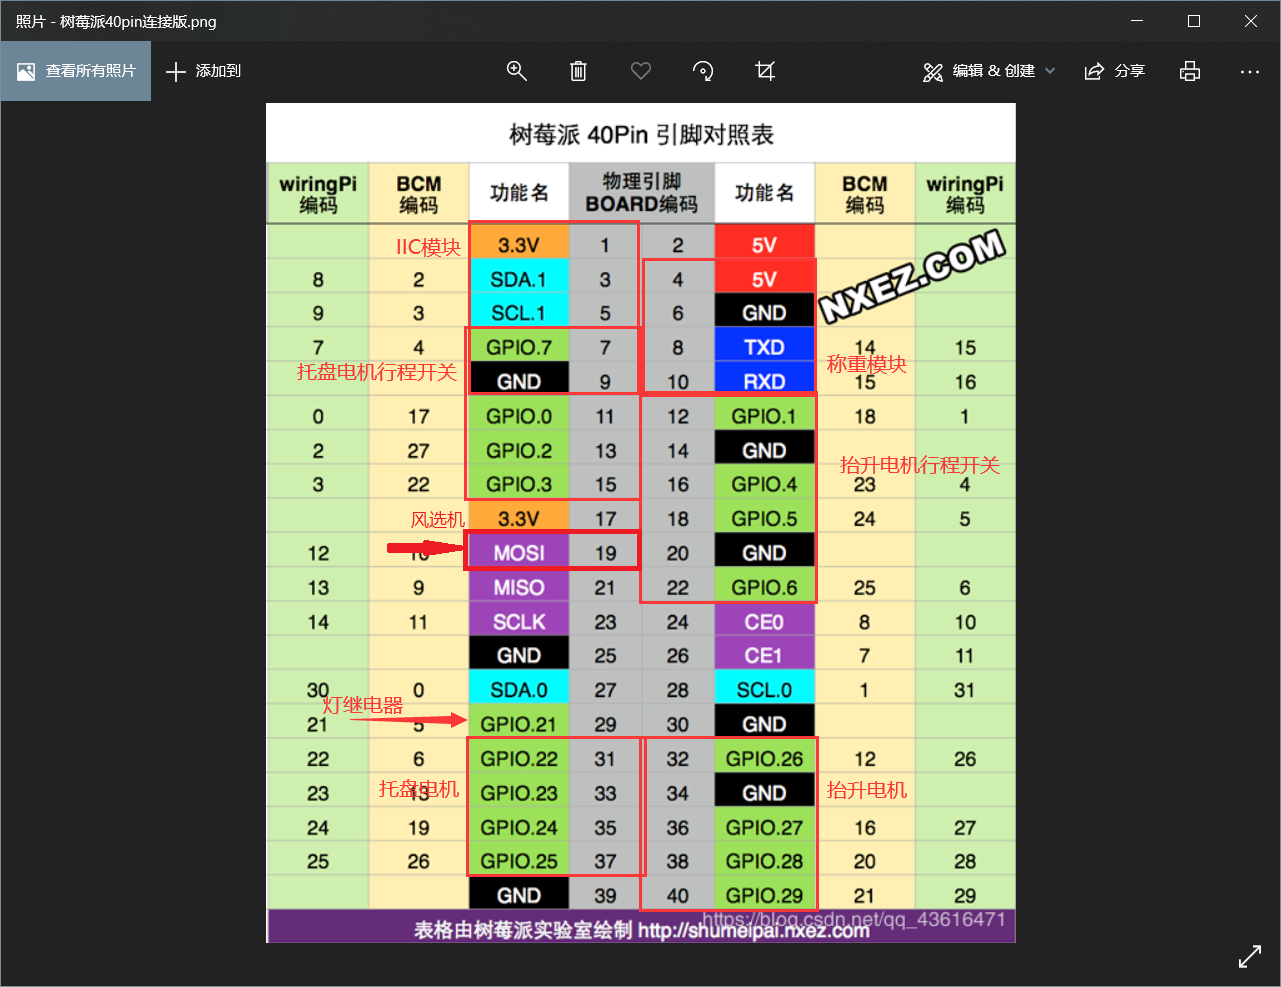 照片 - 树莓派40pin连接版.png
查看所有照片 添加到 编辑 & 创建 分享
树莓派 40Pin 引脚对照表
wiringPi 编码 BCM 编码 功能名 物理引脚 BOARD编码 功能名 BCM 编码 wiringPi 编码
IIC模块 3.3V 1 2 5V
NXEZ.COM
8 2 SDA.1 3 4 5V
9 3 SCL.1 5 6 GND
7 4 GPIO.7 7 8 TXD 14 15
托盘电机行程开关 称重模块
GND 9 10 RXD 15 16
0 17 GPIO.0 11 12 GPIO.1 18 1
2 27 GPIO.2 13 14 GND
抬升电机行程开关
3 22 GPIO.3 15 16 GPIO.4 23 4
风选机 3.3V 17 18 GPIO.5 24 5
12 10 MOSI 19 20 GND
13 9 MISO 21 22 GPIO.6 25 6
14 11 SCLK 23 24 CE0 8 10
GND 25 26 CE1 7 11
30 0 SDA.0 27 28 SCL.0 1 31
灯继电器
21 5 GPIO.21 29 30 GND
22 6 GPIO.22 31 32 GPIO.26 12 26
托盘电机 抬升电机
23 13 GPIO.23 33 34 GND
24 19 GPIO.24 35 36 GPIO.27 16 27
25 26 GPIO.25 37 38 GPIO.28 20 28
GND 39 40 GPIO.29 21 29
https://blog.csdn.net/qq_43616471
表格由树莓派实验室绘制 http://shumeipai.nxez.com